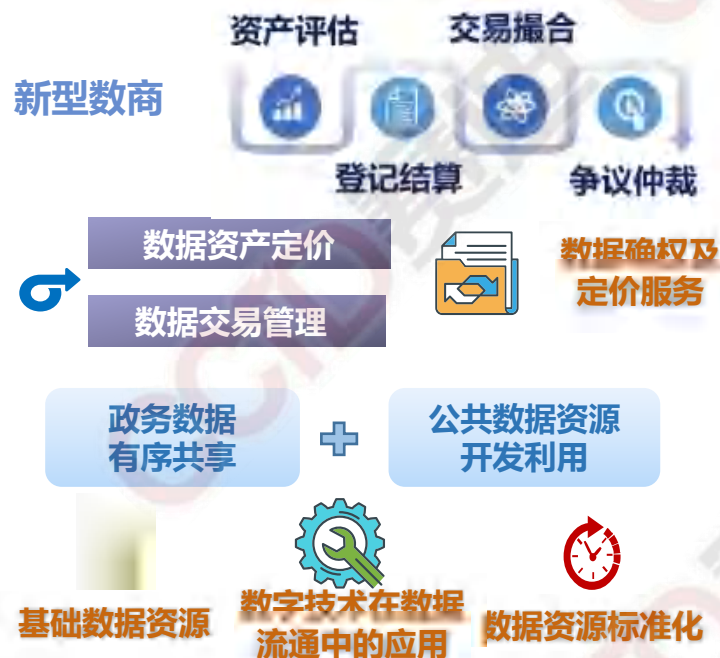 资产评估
交易撮合
新型数商
登记结算
争议仲裁
数据资产定价
数据确权及
定价服务
数据交易管理
政务数据
有序共享
公共数据资源
开发利用
基础数据资源
数字技术在数据
流通中的应用
数据资源标准化